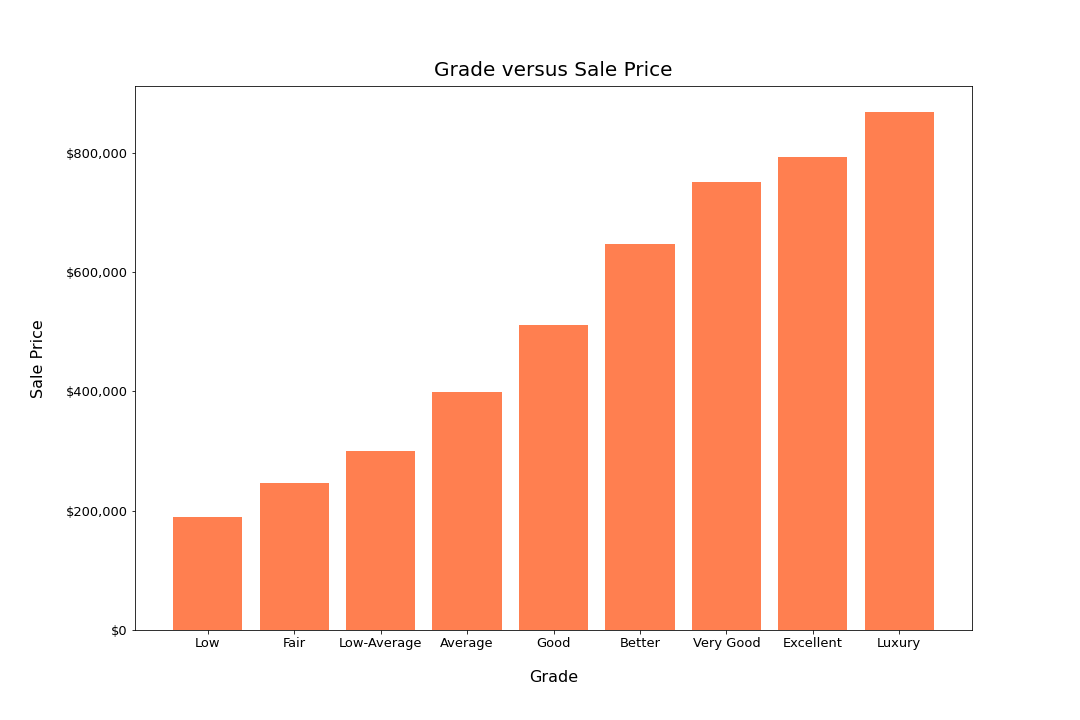 Grade versus Sale Price
Sale Price
$800,000
$600,000
$400,000
$200,000
$0
Low Fair Low-Average Average Good Better Very Good Excellent Luxury
Grade